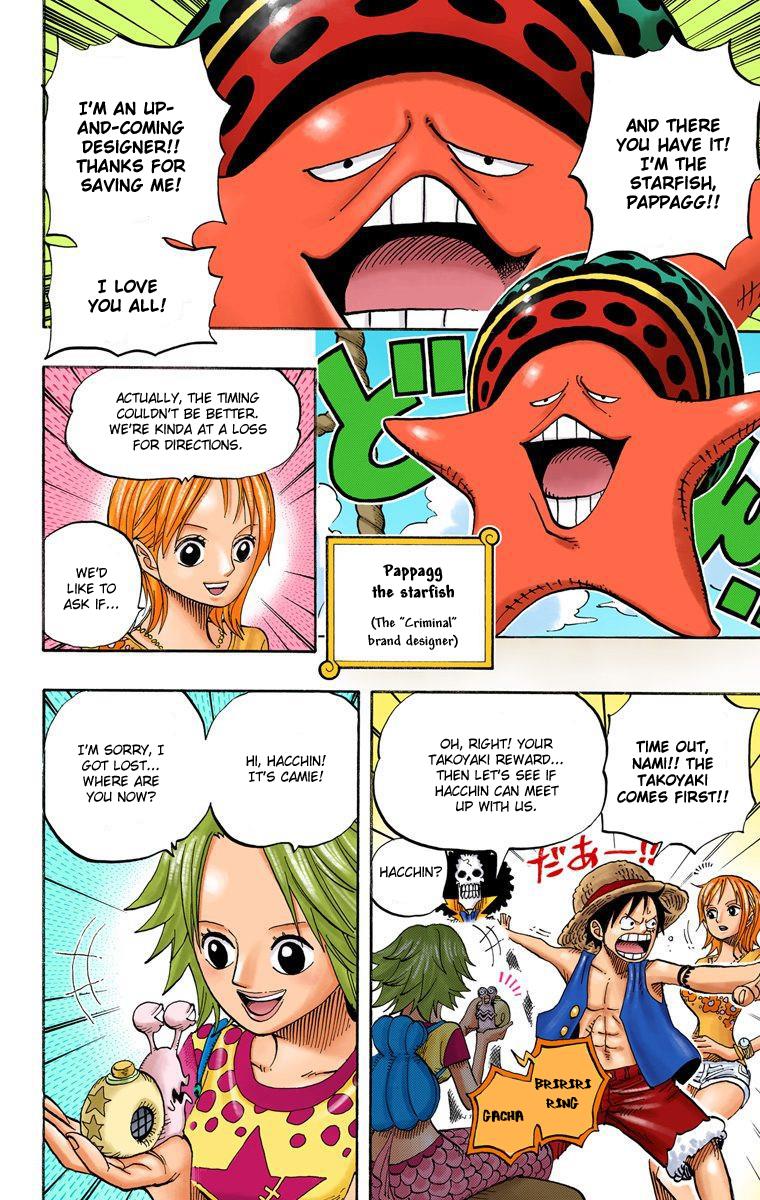 AND THERE
YOU HAVE IT!
I'M THE
STARFISH,
PAPPAGG!!
I'M AN UP-
AND-COMING
DESIGNER!!
THANKS FOR
SAVING ME!
I LOVE
YOU ALL!
ど
ん
!!
Pappagg
the starfish
(The "Criminal"
brand designer)
ACTUALLY, THE TIMING
COULDN'T BE BETTER.
WE'RE KINDA AT A LOSS
FOR DIRECTIONS.
WE'D
LIKE TO
ASK IF...
TIME OUT,
NAMI!! THE
TAKOYAKI
COMES FIRST!!
OH, RIGHT! YOUR
TAKOYAKI REWARD...
THEN LET'S SEE IF
HACCHIN CAN MEET
UP WITH US.
HACCHIN?
だあー!!
BRIRIRI
RING
GACHA
HI, HACCHIN!
IT'S CAMIE!
I'M SORRY, I
GOT LOST...
WHERE ARE
YOU NOW?